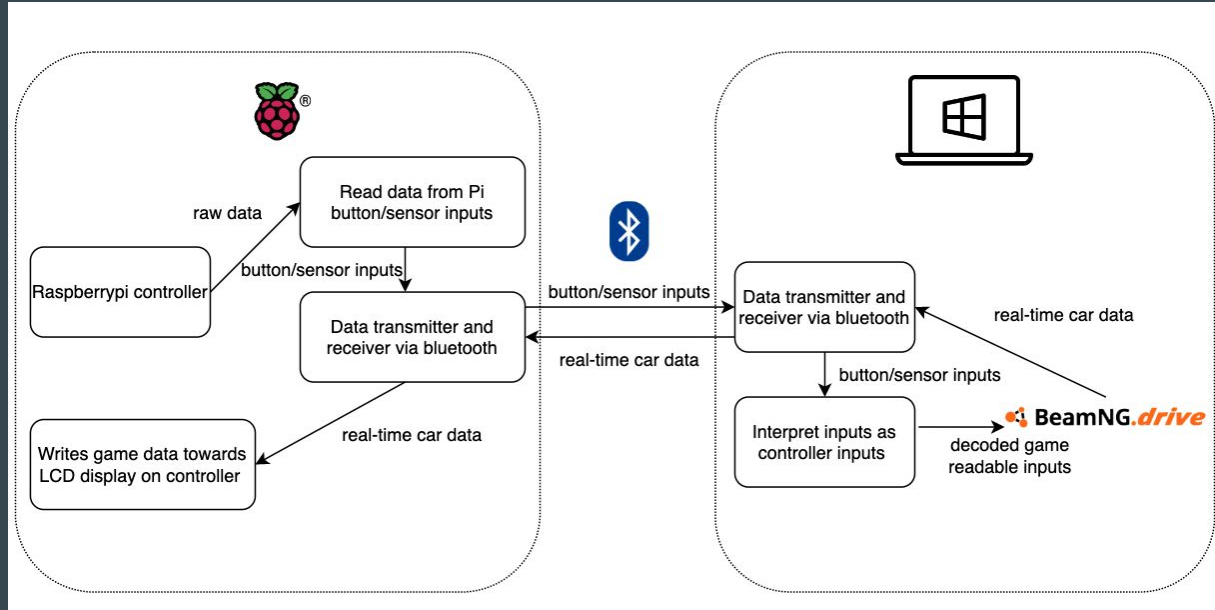 ®
Read data from Pi
button/sensor inputs
raw data
button/sensor inputs
Raspberrypi controller
Data transmitter and
receiver via bluetooth
real-time car data
Writes game data towards
LCD display on controller
button/sensor inputs
real-time car data
Data transmitter and
receiver via bluetooth
real-time car data
button/sensor inputs
Interpret inputs as
controller inputs
BeamNG.drive
decoded game
readable inputs